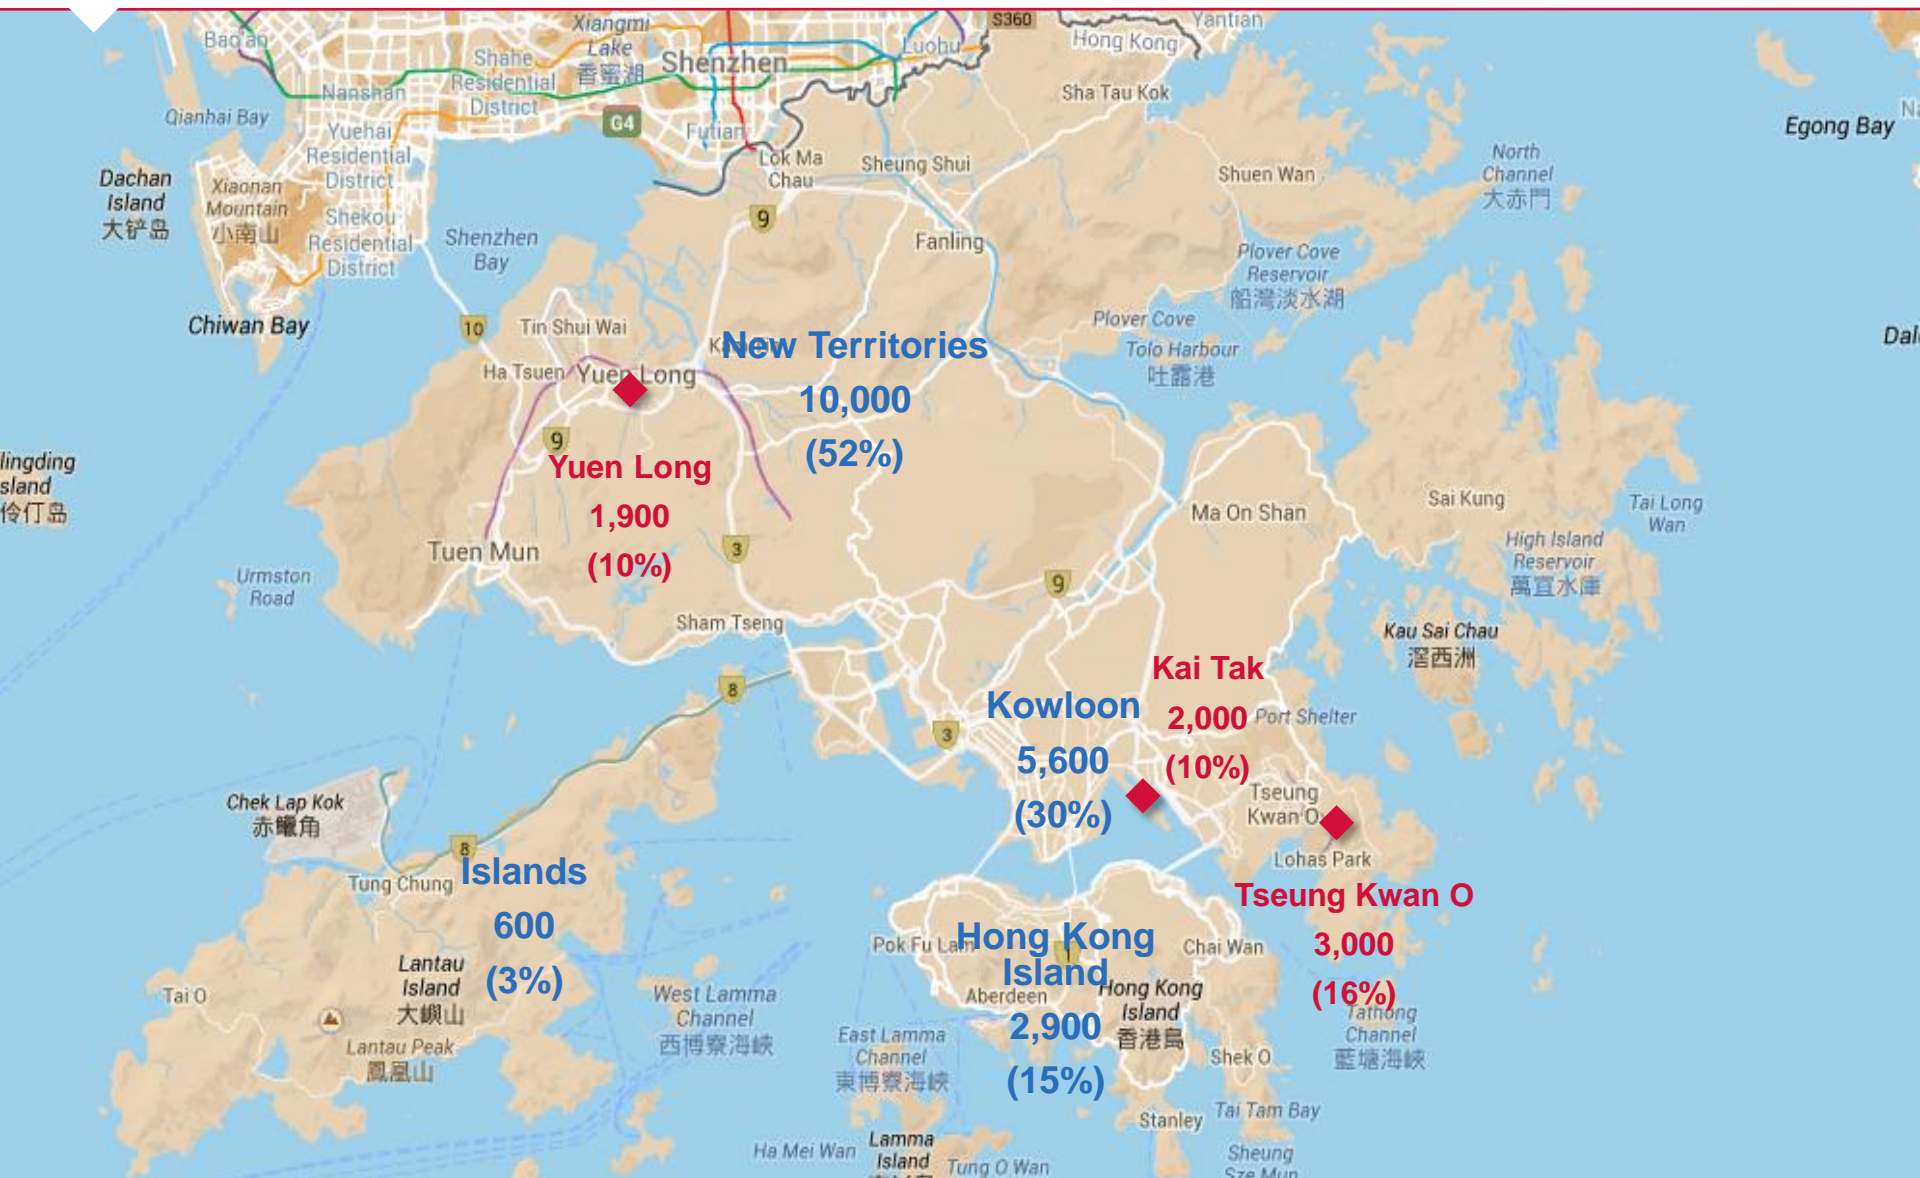 Bao'an
Xiangmi
Lake
香蜜湖
Shenzhen
Luohu
S360
Yantian
Hong Kong
Sha Tau Kok
Shahe
Residential
District
Nanshan
Qianhai Bay
G4
Futian
Yuehai
Residential
District
Lok Ma
Chau
Sheung Shui
Shuen Wan
North
Channel
大赤門
Egong Bay
Dachan
Island
大铲岛
Xiaonan
Mountain
小南山
Shekou
Residential
District
Shenzhen
Bay
9
Fanling
Plover Cove
Reservoir
船灣淡水湖
Chiwan Bay
10
Tin Shui Wai
Plover Cove
Tolo Harbour
吐露港
Ha Tsuen
Yuen Long
New Territories
10,000
(52%)
9
Yuen Long
1,900
(10%)
lingding
sland
伶仃岛
Ma On Shan
Sai Kung
Tai Long
Wan
High Island
Reservoir
萬宜水庫
Tuen Mun
3
9
Urmston
Road
Sham Tseng
Kau Sai Chau
滘西洲
8
Kai Tak
2,000
(10%)
Port Shelter
Kowloon
5,600
(30%)
3
Tseung
Kwan O
Lohas Park
Chek Lap Kok
赤鱲角
8
Tung Chung
Islands
600
(3%)
Tseung Kwan O
3,000
(16%)
Pok Fu Lam
Hong Kong
Island
2,900
(15%)
1
Chai Wan
Aberdeen
Hong Kong
Island
香港島
Lantau
Island
大嶼山
Tai O
Lantau Peak
鳳凰山
West Lamma
Channel
西博寮海峽
East Lamma
Channel
東博寮海峽
Tathong
Channel
藍塘海峽
Shek O
Stanley
Tai Tam Bay
Ha Mei Wan
Lamma
Island
Tung O Wan
Sheung
Sze Mun